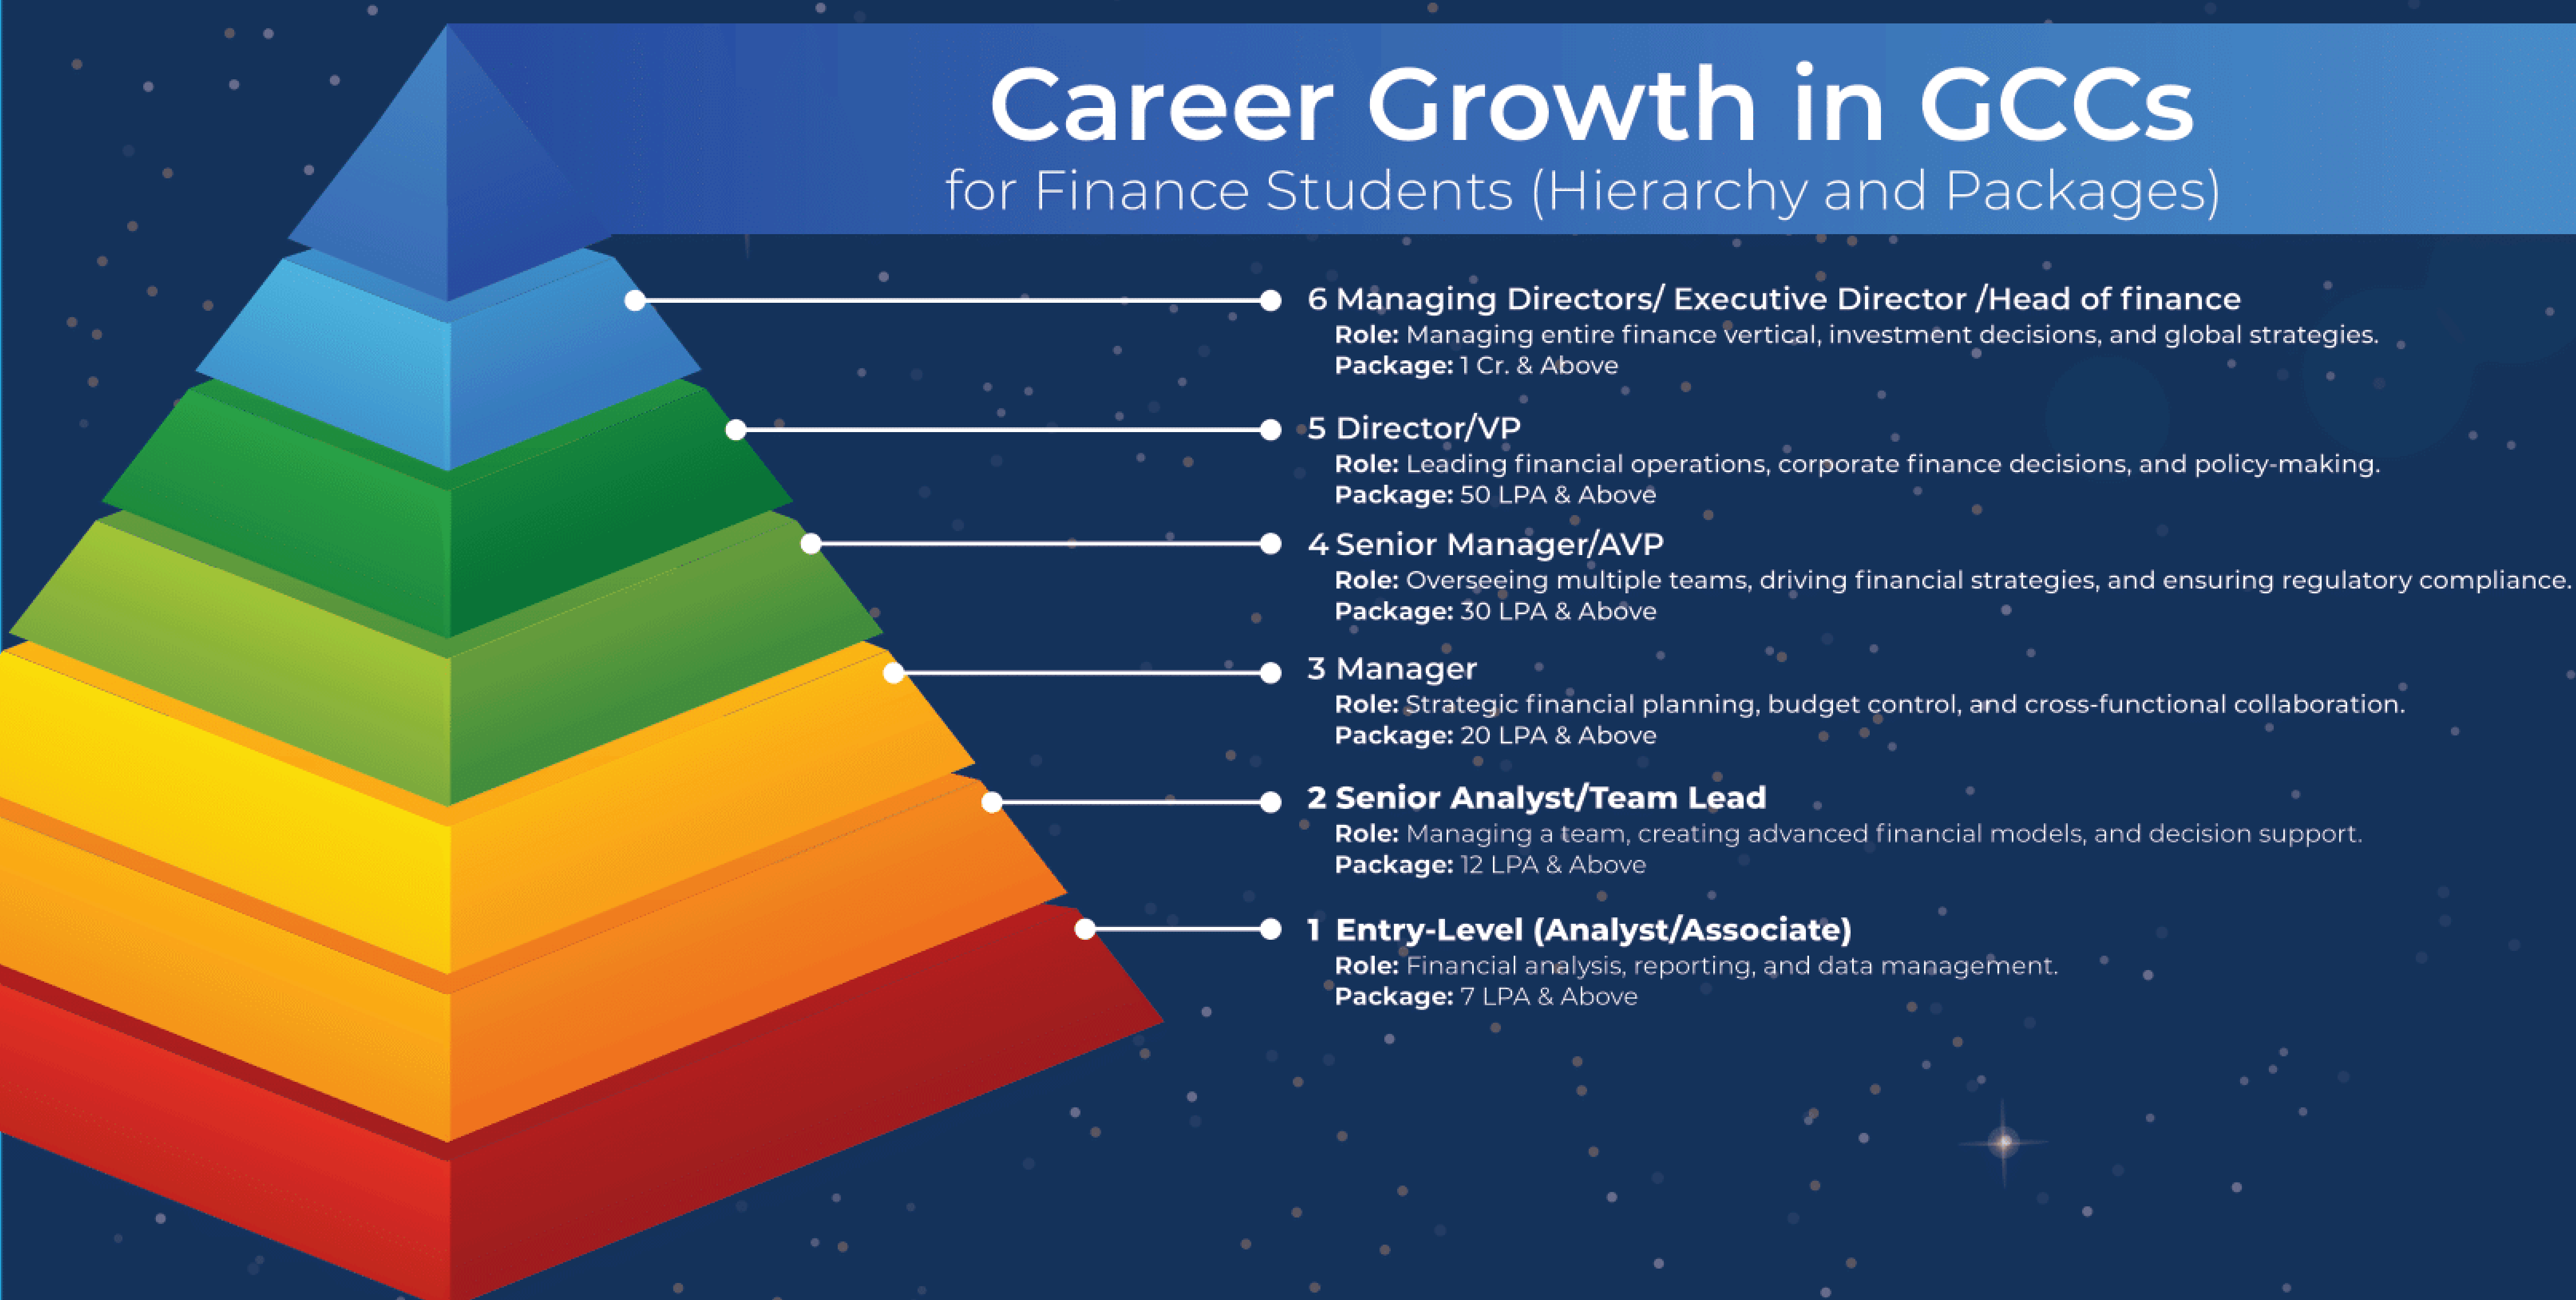 Career Growth in GCCs
for Finance Students (Hierarchy and Packages)
6 Managing Directors/ Executive Director /Head of finance
Role: Managing entire finance vertical, investment decisions, and global strategies.
Package: 1 Cr. & Above
5 Director/VP
Role: Leading financial operations, corporate finance decisions, and policy-making.
Package: 50 LPA & Above
4 Senior Manager/AVP
Role: Overseeing multiple teams, driving financial strategies, and ensuring regulatory compliance.
Package: 30 LPA & Above
3 Manager
Role: Strategic financial planning, budget control, and cross-functional collaboration.
Package: 20 LPA & Above
2 Senior Analyst/Team Lead
Role: Managing a team, creating advanced financial models, and decision support.
Package: 12 LPA & Above
1 Entry-Level (Analyst/Associate)
Role: Financial analysis, reporting, and data management.
Package: 7 LPA & Above